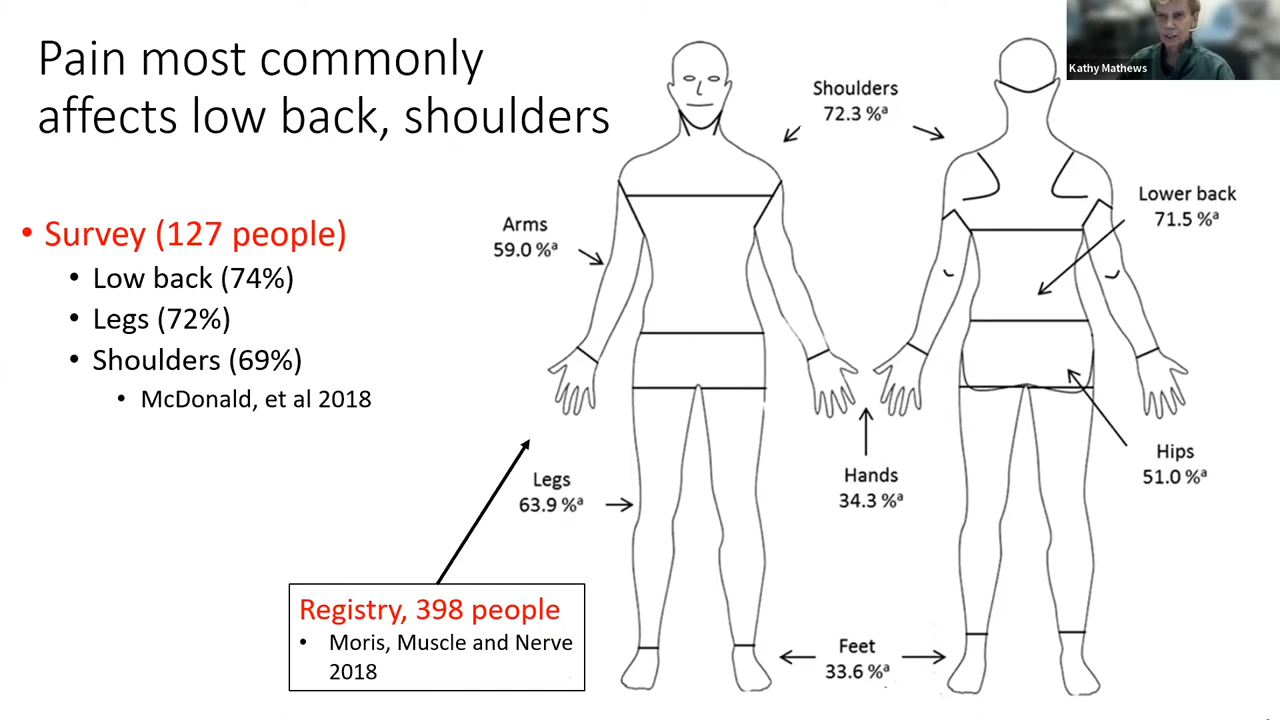 Pain most commonly
affects low back, shoulders
• Survey (127 people)
• Low back (74%)
• Legs (72%)
• Shoulders (69%)
• McDonald, et al 2018
Registry, 398 people
• Moris, Muscle and Nerve
2018
Shoulders
72.3 %ᵃ
Arms
59.0 %ᵃ
Lower back
71.5 %ᵃ
Legs
63.9 %ᵃ
Hands
34.3 %ᵃ
Hips
51.0 %ᵃ
Feet
33.6 %ᵃ
Kathy Mathews